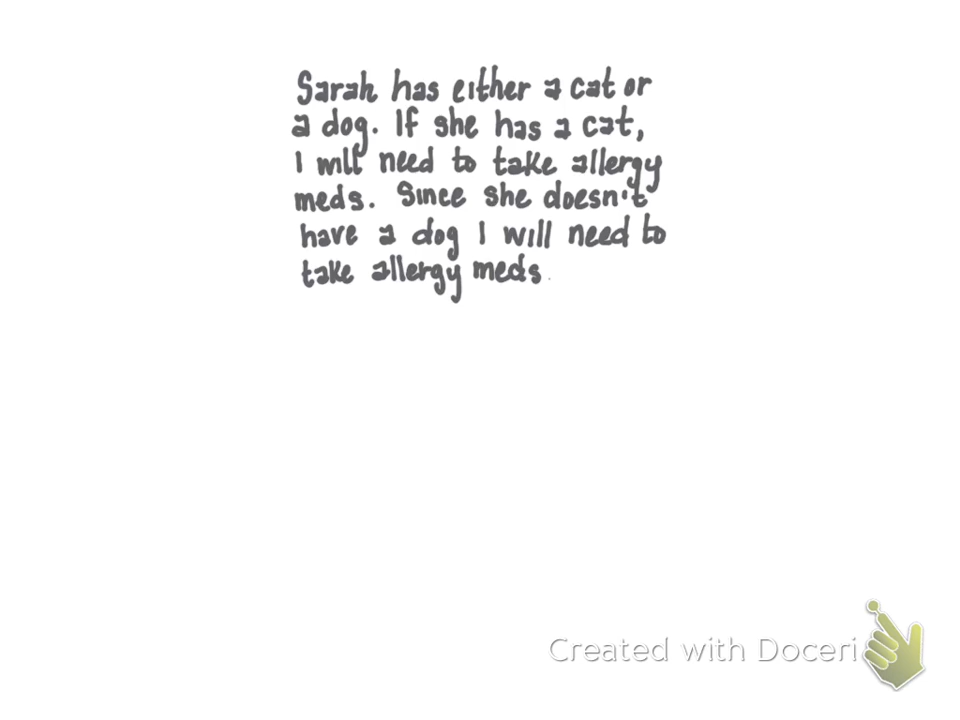 Sarah has either a cat or
a dog. If she has a cat,
I will need to take allergy
meds. Since she doesn't
have a dog I will need to
take allergy meds.
Created with Doceri